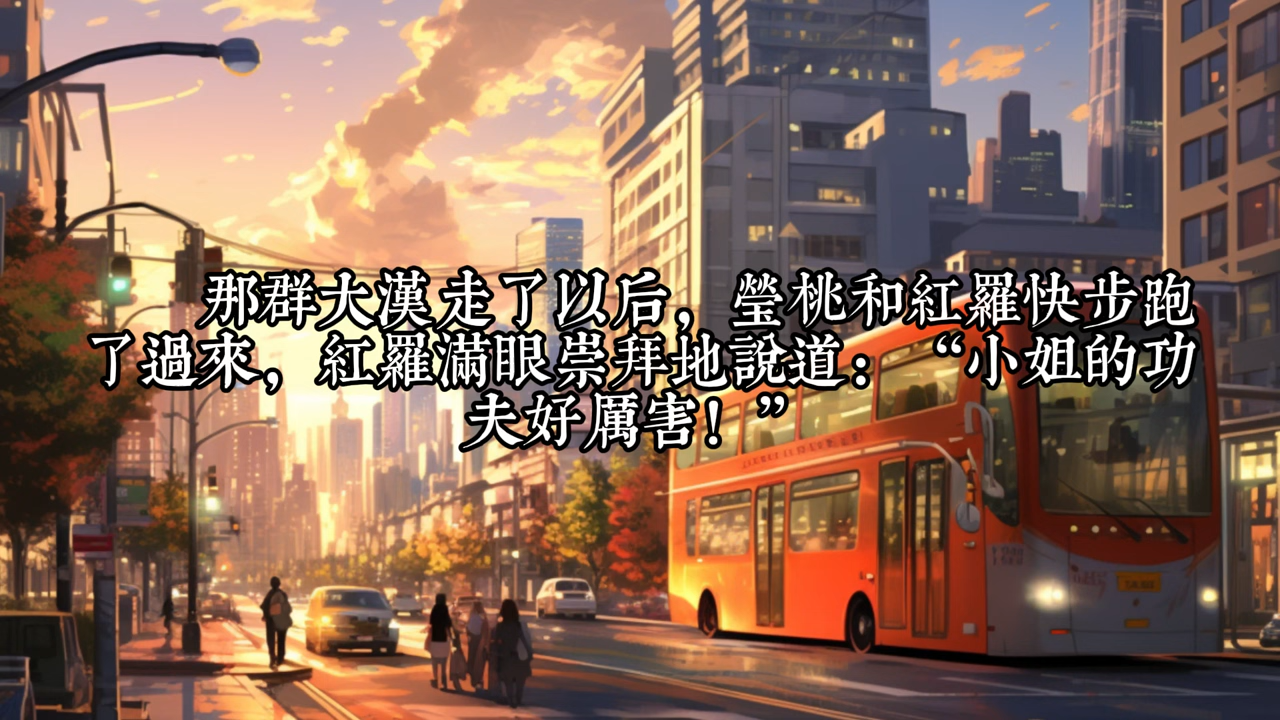 那群大漢走了以后，瑩桃和紅羅快步跑
了過來，紅羅滿眼崇拜地說道：“小姐的功
夫好厲害！”